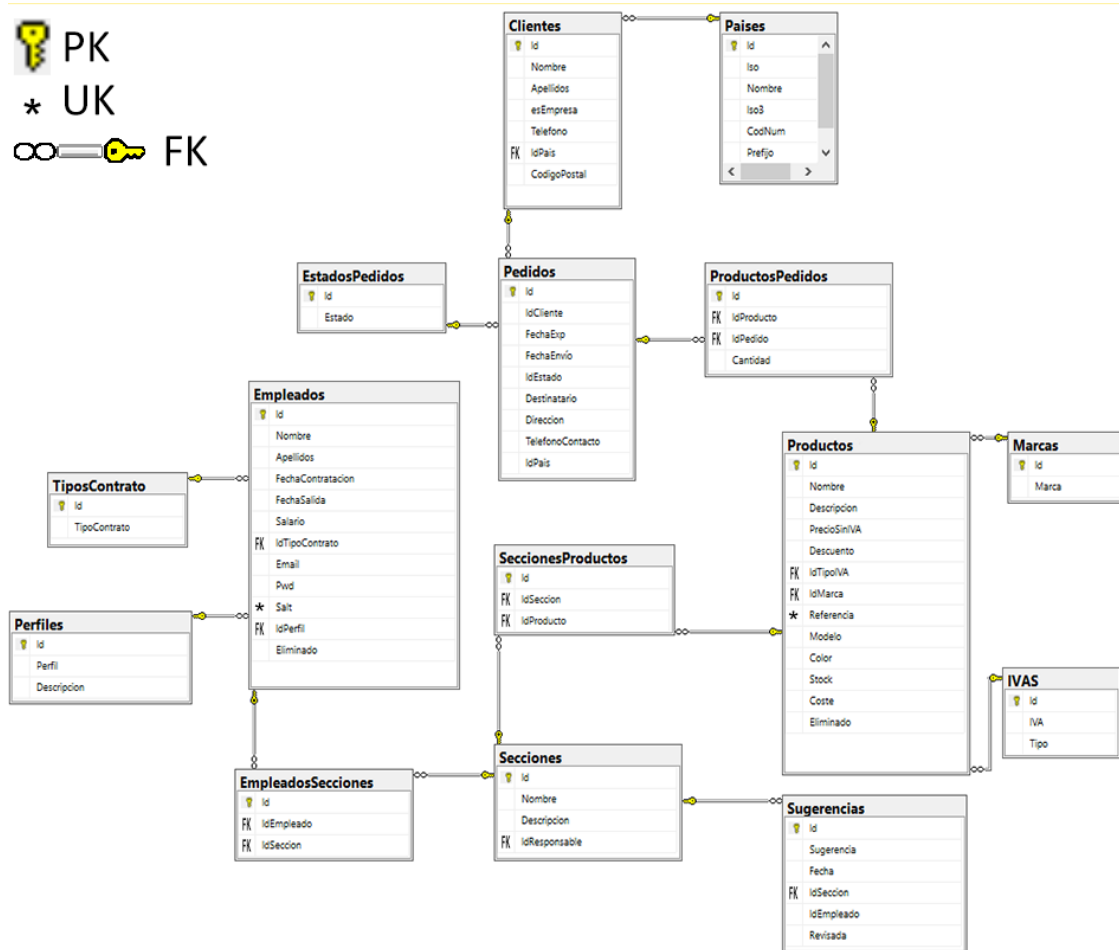 PK
* UK
FK
Clientes
Id
Nombre
Apellidos
esEmpresa
Telefono
FK IdPais
CodigoPostal
Paises
Id
Iso
Nombre
Iso3
CodNum
Prefijo
EstadosPedidos
Id
Estado
Pedidos
Id
IdCliente
FechaExp
FechaEnvío
IdEstado
Destinatario
Direccion
TelefonoContacto
IdPais
ProductosPedidos
Id
FK IdProducto
FK IdPedido
Cantidad
Empleados
Id
Nombre
Apellidos
FechaContratacion
FechaSalida
Salario
FK IdTipoContrato
Email
Pwd
* Salt
FK IdPerfil
Eliminado
TiposContrato
Id
TipoContrato
Perfiles
Id
Perfil
Descripcion
Productos
Id
Nombre
Descripcion
PrecioSinIVA
Descuento
FK IdTipoIVA
FK IdMarca
* Referencia
Modelo
Color
Stock
Coste
Eliminado
Marcas
Id
Marca
SeccionesProductos
Id
FK IdSeccion
FK IdProducto
IVAS
Id
IVA
Tipo
EmpleadosSecciones
Id
FK IdEmpleado
FK IdSeccion
Secciones
Id
Nombre
Descripcion
FK IdResponsable
Sugerencias
Id
Sugerencia
Fecha
FK IdSeccion
IdEmpleado
Revisada